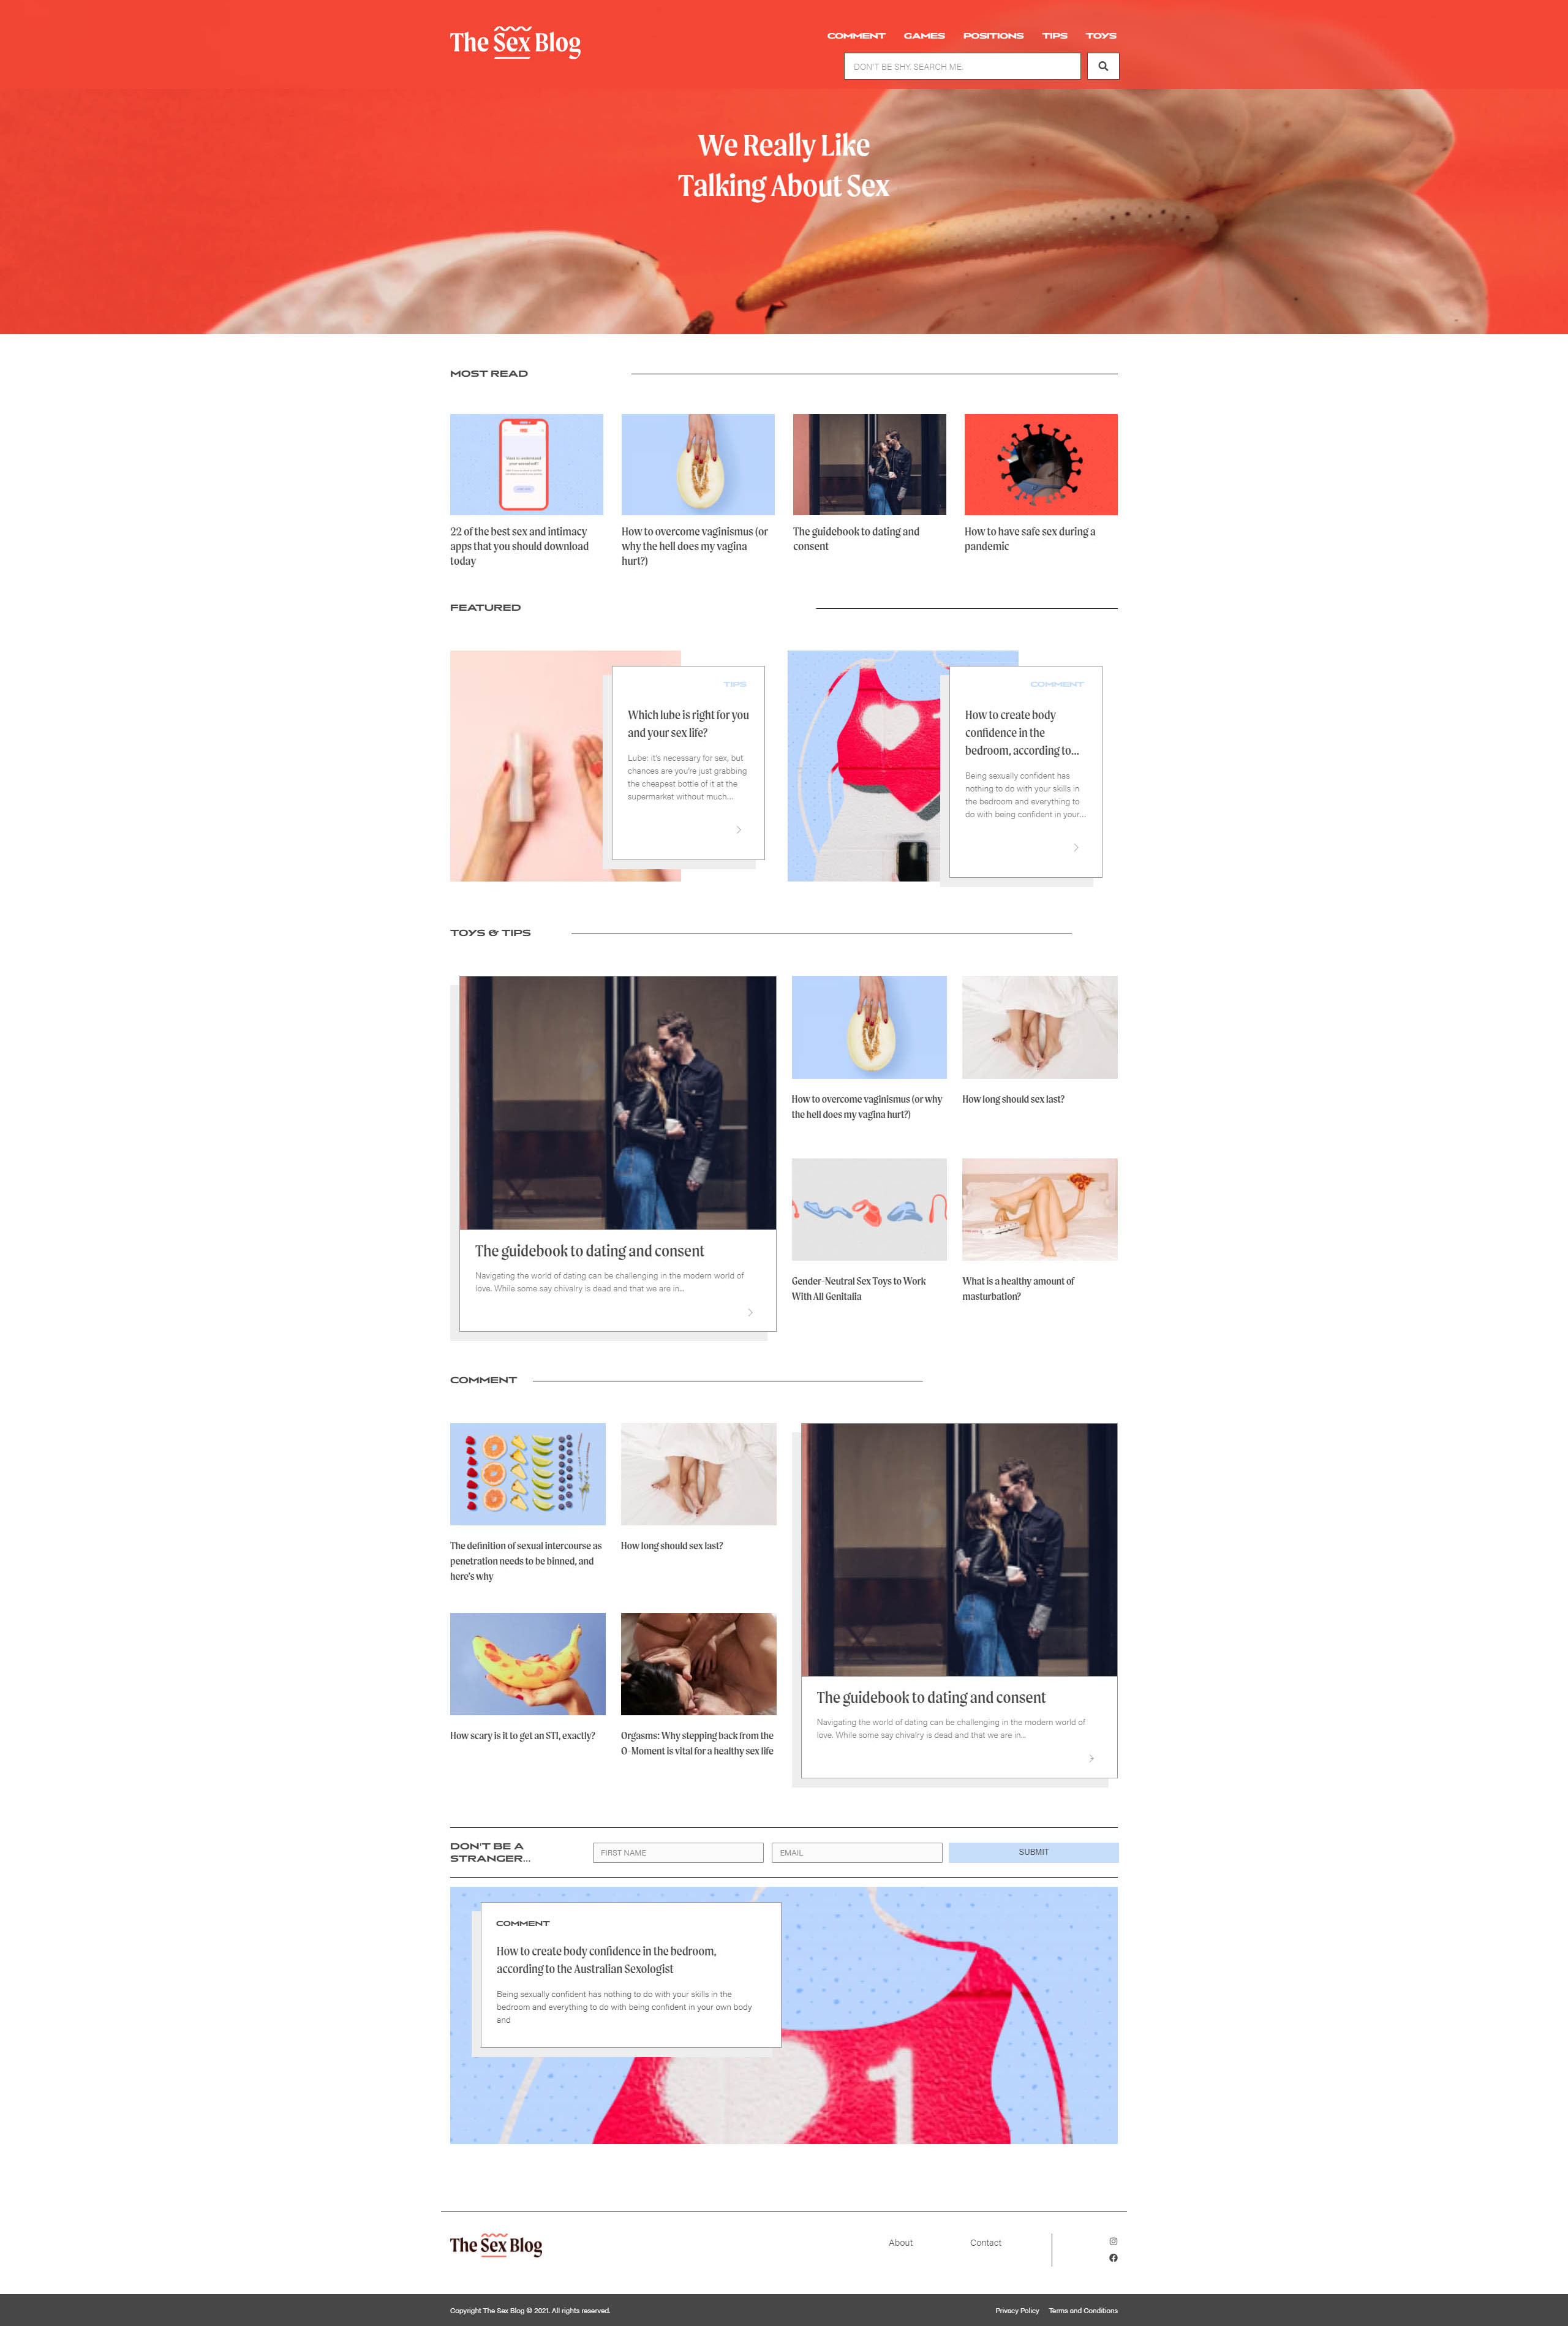 The Sex Blog
COMMENT GAMES POSITIONS TIPS TOYS
DON'T BE SHY. SEARCH ME.
We Really Like
Talking About Sex
MOST READ
22 of the best sex and intimacy
apps that you should download
today
How to overcome vaginismus (or
why the hell does my vagina
hurt?)
The guidebook to dating and
consent
How to have safe sex during a
pandemic
FEATURED
TIPS
Which lube is right for you
and your sex life?
Lube: it's necessary for sex, but
chances are you're just grabbing
the cheapest bottle of it at the
supermarket without much...
COMMENT
How to create body
confidence in the
bedroom, according to...
Being sexually confident has
nothing to do with your skills in
the bedroom and everything to
do with being confident in your...
TOYS & TIPS
The guidebook to dating and consent
Navigating the world of dating can be challenging in the modern world of
love. While some say chivalry is dead and that we are in...
How to overcome vaginismus (or why
the hell does my vagina hurt?)
How long should sex last?
Gender-Neutral Sex Toys to Work
With All Genitalia
What is a healthy amount of
masturbation?
COMMENT
The definition of sexual intercourse as
penetration needs to be binned, and
here's why
How long should sex last?
How scary is it to get an STI, exactly?
Orgasms: Why stepping back from the
O-Moment is vital for a healthy sex life
The guidebook to dating and consent
Navigating the world of dating can be challenging in the modern world of
love. While some say chivalry is dead and that we are in...
DON'T BE A
STRANGER...
FIRST NAME
EMAIL
SUBMIT
COMMENT
How to create body confidence in the bedroom,
according to the Australian Sexologist
Being sexually confident has nothing to do with your skills in the
bedroom and everything to do with being confident in your own body
and
1
The Sex Blog
About
Contact
Copyright The Sex Blog © 2021. All rights reserved.
Privacy Policy Terms and Conditions